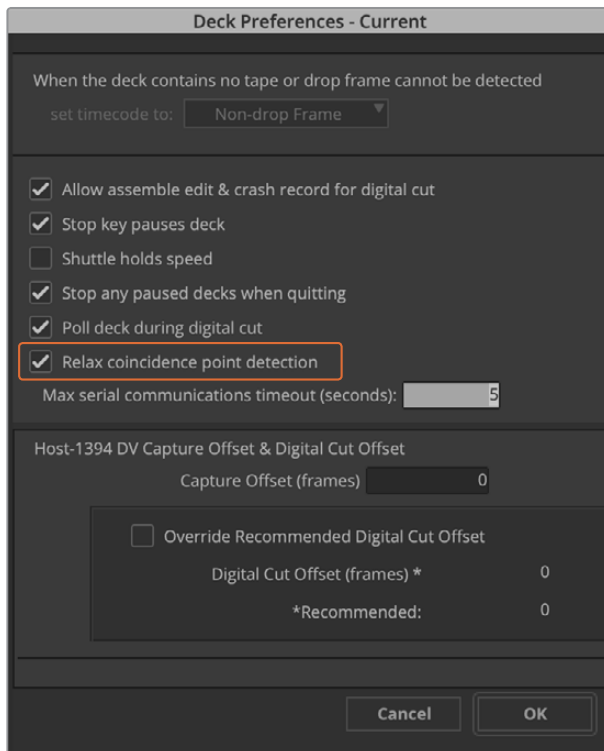 Deck Preferences - Current
When the deck contains no tape or drop frame cannot be detected
set timecode to: Non-drop Frame
Allow assemble edit & crash record for digital cut
Stop key pauses deck
Shuttle holds speed
Stop any paused decks when quitting
Poll deck during digital cut
Relax coincidence point detection
Max serial communications timeout (seconds): 5
Host-1394 DV Capture Offset & Digital Cut Offset
Capture Offset (frames) 0
Override Recommended Digital Cut Offset
Digital Cut Offset (frames) * 0
*Recommended: 0
Cancel OK